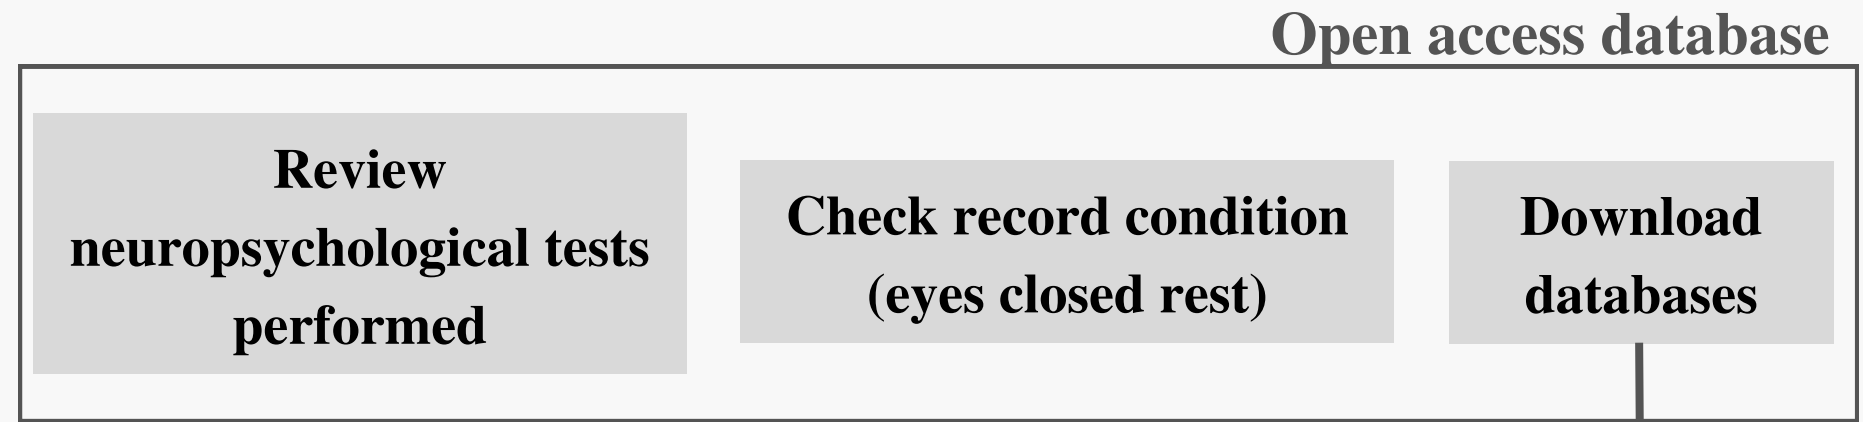 Open access database
Review
neuropsychological tests
performed
Check record condition
(eyes closed rest)
Download
databases